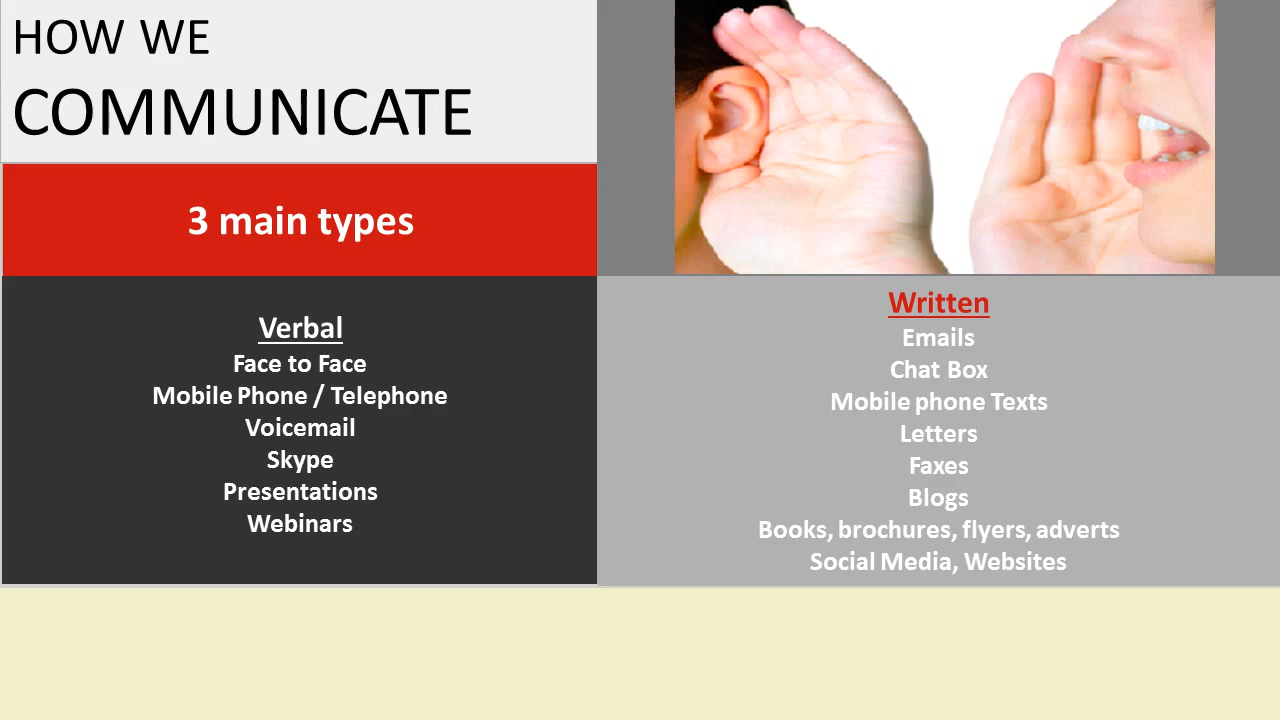 HOW WE
COMMUNICATE
3 main types
Verbal
Face to Face
Mobile Phone / Telephone
Voicemail
Skype
Presentations
Webinars
Written
Emails
Chat Box
Mobile phone Texts
Letters
Faxes
Blogs
Books, brochures, flyers, adverts
Social Media, Websites